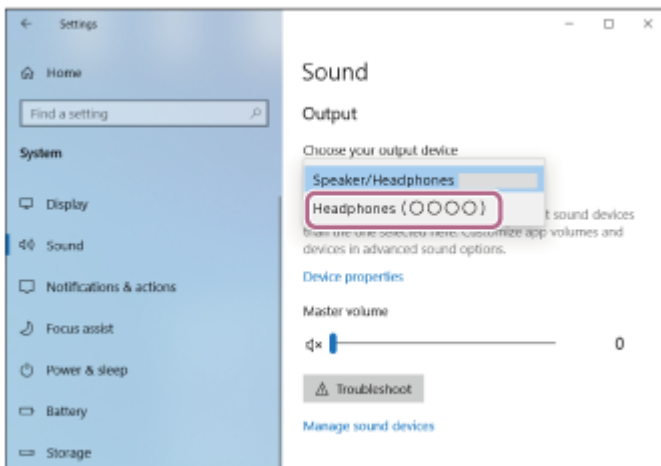 Settings
Home
Find a setting
System
Display
Sound
Notifications & actions
Focus assist
Power & sleep
Battery
Storage
Sound
Output
Choose your output device
Speaker/Headphones
Headphones (○○○○)
t sound devices
than the one selected here. Customize app volumes and
devices in advanced sound options.
Device properties
Master volume
0
Troubleshoot
Manage sound devices